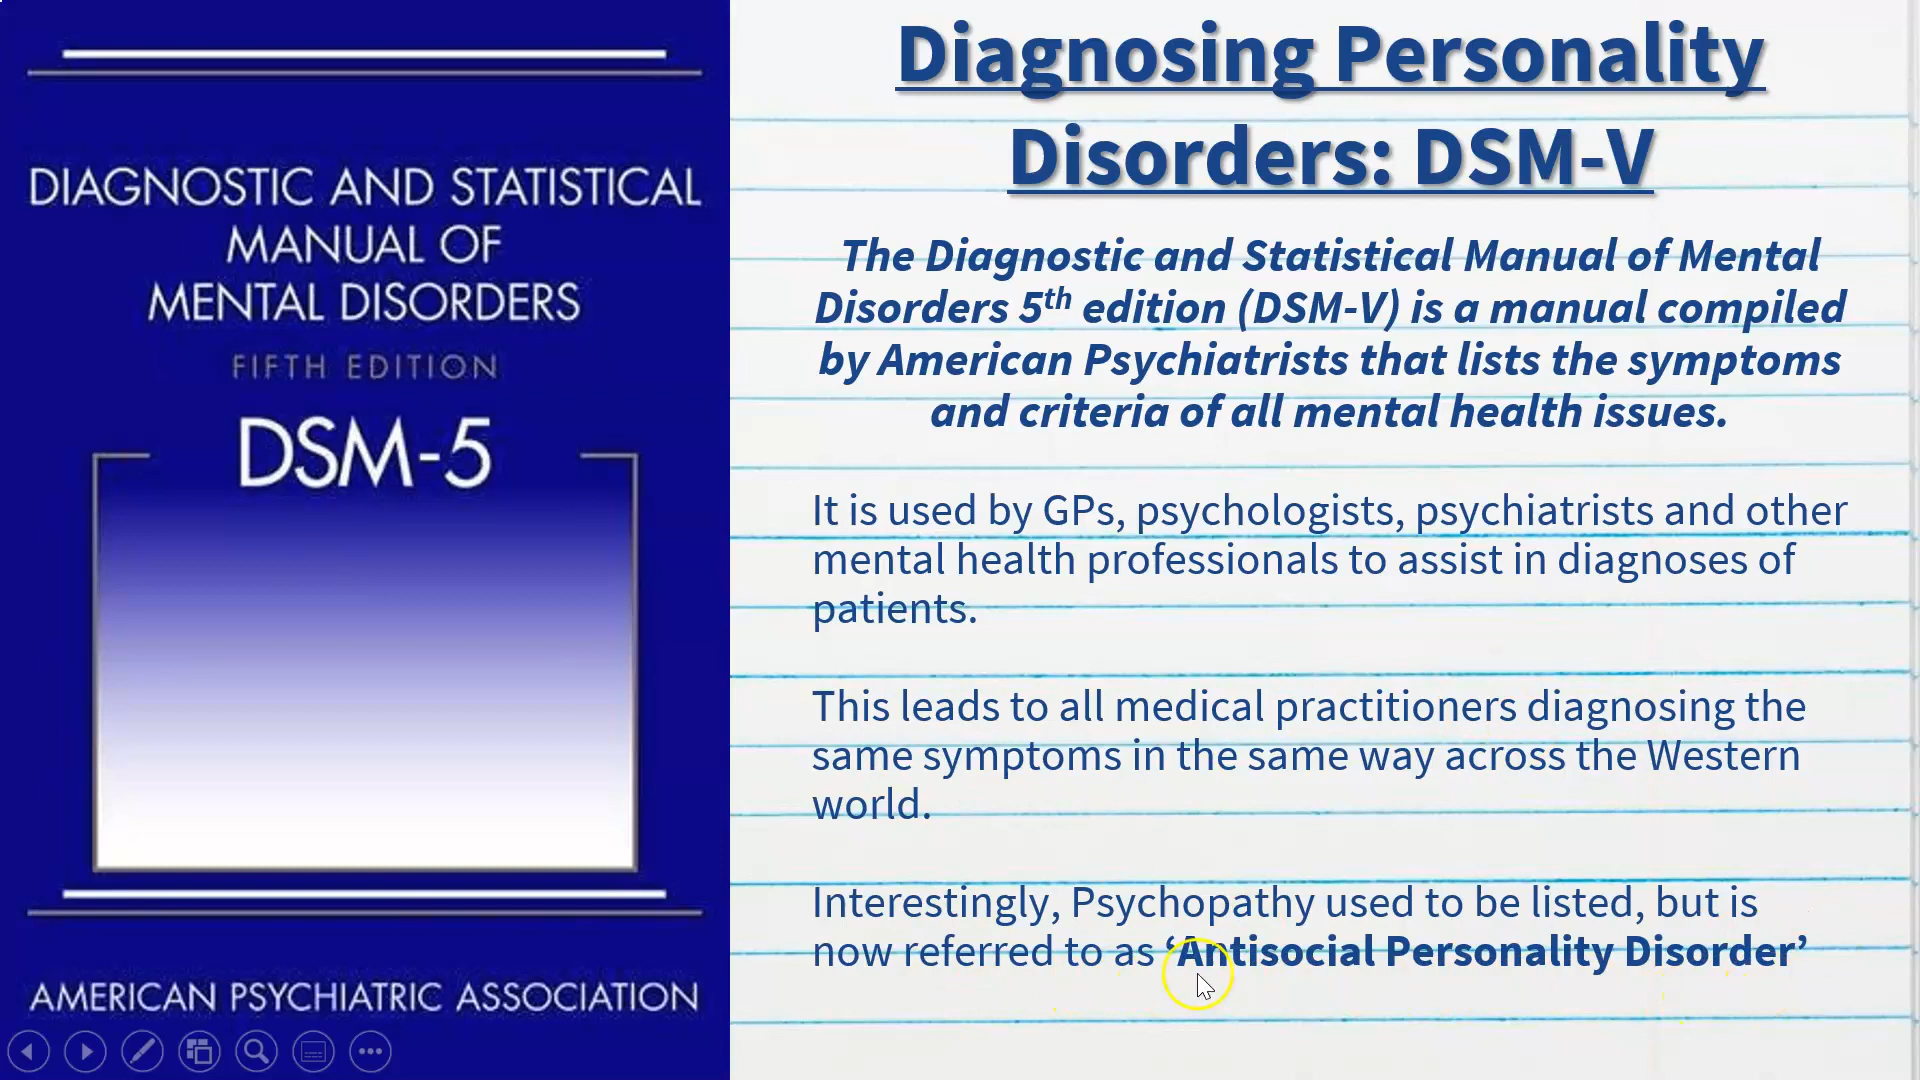 DIAGNOSTIC AND STATISTICAL
MANUAL OF
MENTAL DISORDERS
FIFTH EDITION
DSM-5
AMERICAN PSYCHIATRIC ASSOCIATION
Diagnosing Personality
Disorders: DSM-V
The Diagnostic and Statistical Manual of Mental
Disorders 5th edition (DSM-V) is a manual compiled
by American Psychiatrists that lists the symptoms
and criteria of all mental health issues.
It is used by GPs, psychologists, psychiatrists and other
mental health professionals to assist in diagnoses of
patients.
This leads to all medical practitioners diagnosing the
same symptoms in the same way across the Western
world.
Interestingly, Psychopathy used to be listed, but is
now referred to as ‘Antisocial Personality Disorder’